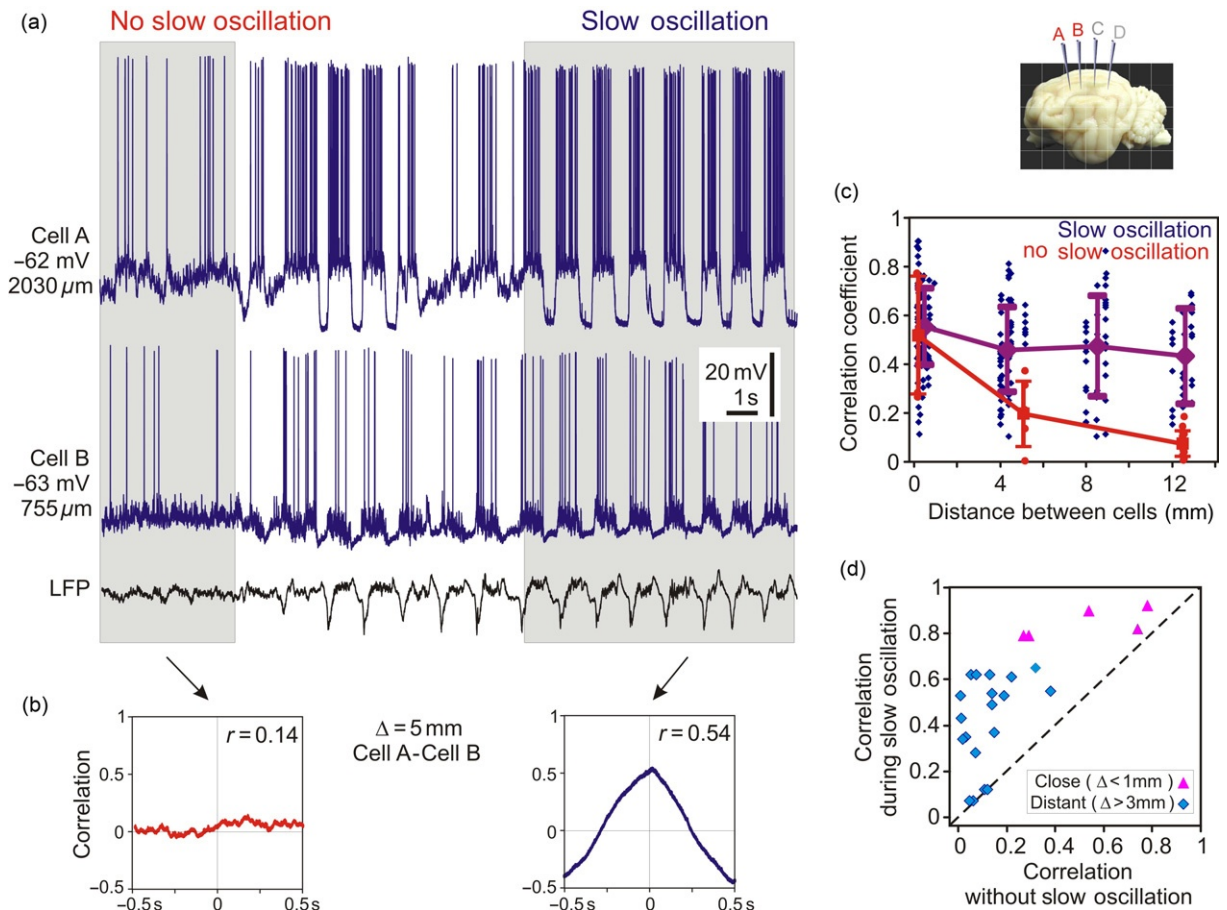 (a)
No slow oscillation
Slow oscillation
Cell A
−62 mV
2030 µm
Cell B
−63 mV
755 µm
20 mV
1 s
LFP
(b)
Correlation
1
0.5
0
−0.5
−0.5 s
0
0.5 s
r = 0.14
Δ = 5 mm
Cell A-Cell B
1
0.5
0
−0.5
−0.5 s
0
0.5 s
r = 0.54
A B C D
(c)
Correlation coefficient
1
0.8
0.6
0.4
0.2
0
Slow oscillation
no slow oscillation
0 4 8 12
Distance between cells (mm)
(d)
Correlation
during slow oscillation
1
0.8
0.6
0.4
0.2
0
Close (Δ<1mm)
Distant (Δ>3mm)
0 0.2 0.4 0.6 0.8 1
Correlation
without slow oscillation